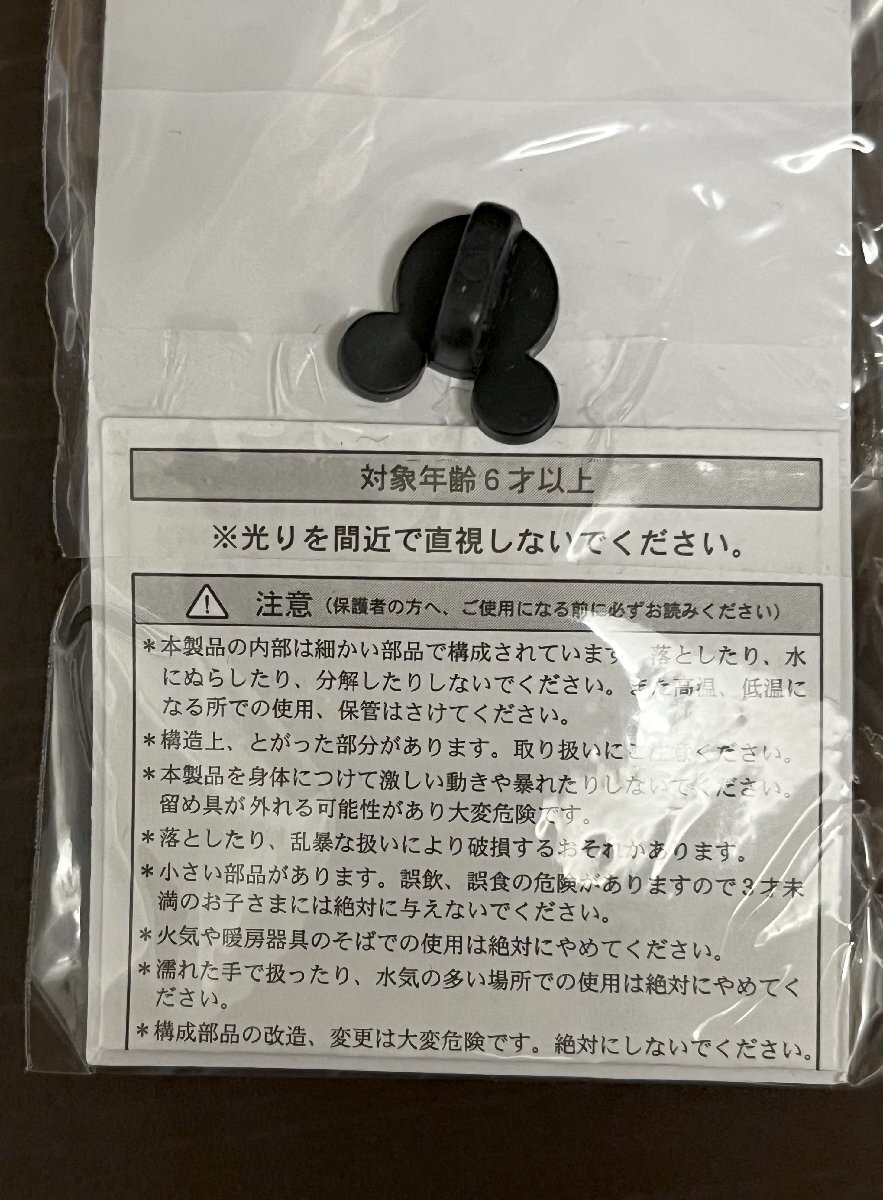 対象年齢6才以上
※光りを間近で直視しないでください。
注意（保護者の方へ、ご使用になる前に必ずお読みください）
＊本製品の内部は細かい部品で構成されています 落としたり、水
にぬらしたり、分解したりしないでください。また高温、低温に
なる所での使用、保管はさけてください。
＊構造上、とがった部分があります。取り扱いにご注意ください。
＊本製品を身体につけて激しい動きや暴れたりしないでください。
留め具が外れる可能性があり大変危険です。
＊落としたり、乱暴な扱いにより破損するおそれがあります。
＊小さい部品があります。誤飲、誤食の危険がありますので3才未
満のお子さまには絶対に与えないでください。
＊火気や暖房器具のそばでの使用は絶対にやめてください。
＊濡れた手で扱ったり、水気の多い場所での使用は絶対にやめてく
ださい。
＊構成部品の改造、変更は大変危険です。絶対にしないでください。